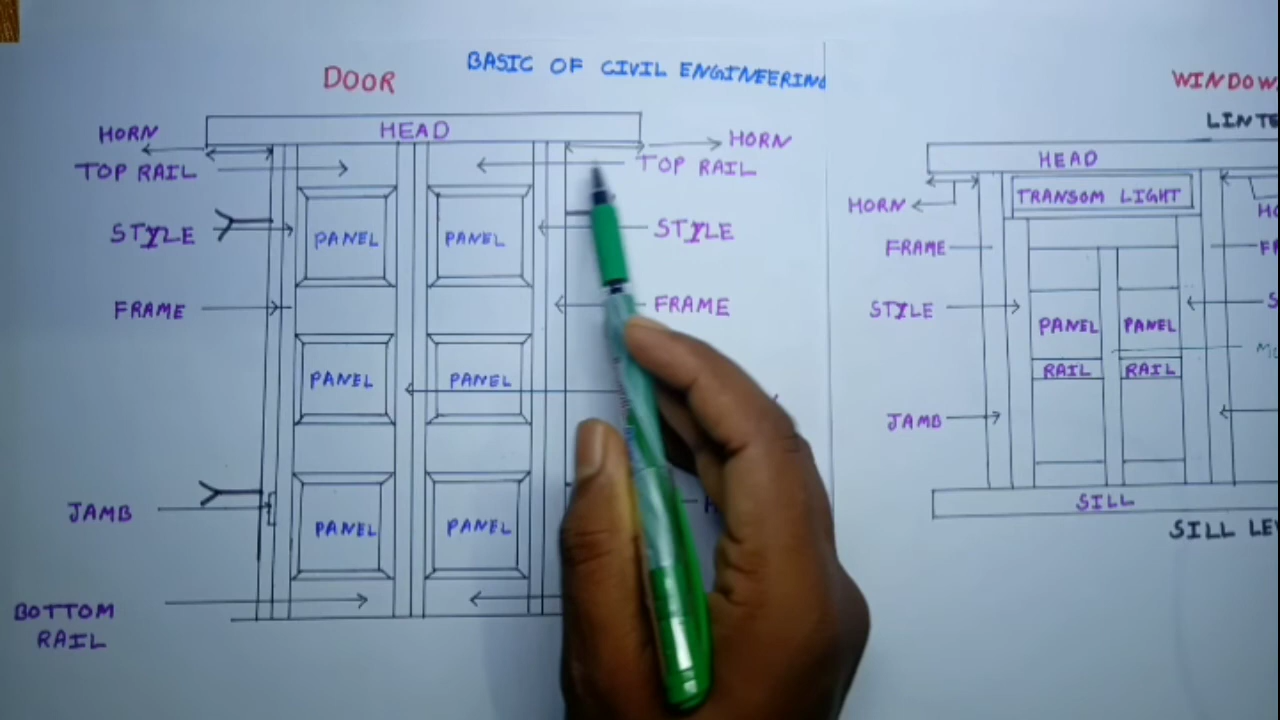 BASIC OF CIVIL ENGINEERING
DOOR
HEAD
HORN
HORN
TOP RAIL
TOP RAIL
STYLE
STYLE
PANEL
PANEL
FRAME
FRAME
PANEL
PANEL
JAMB
PANEL
PANEL
BOTTOM
RAIL
WINDOW
HEAD
TRANSOM LIGHT
HORN
FRAME
STYLE
PANEL
PANEL
RAIL
RAIL
JAMB
SILL
SILL